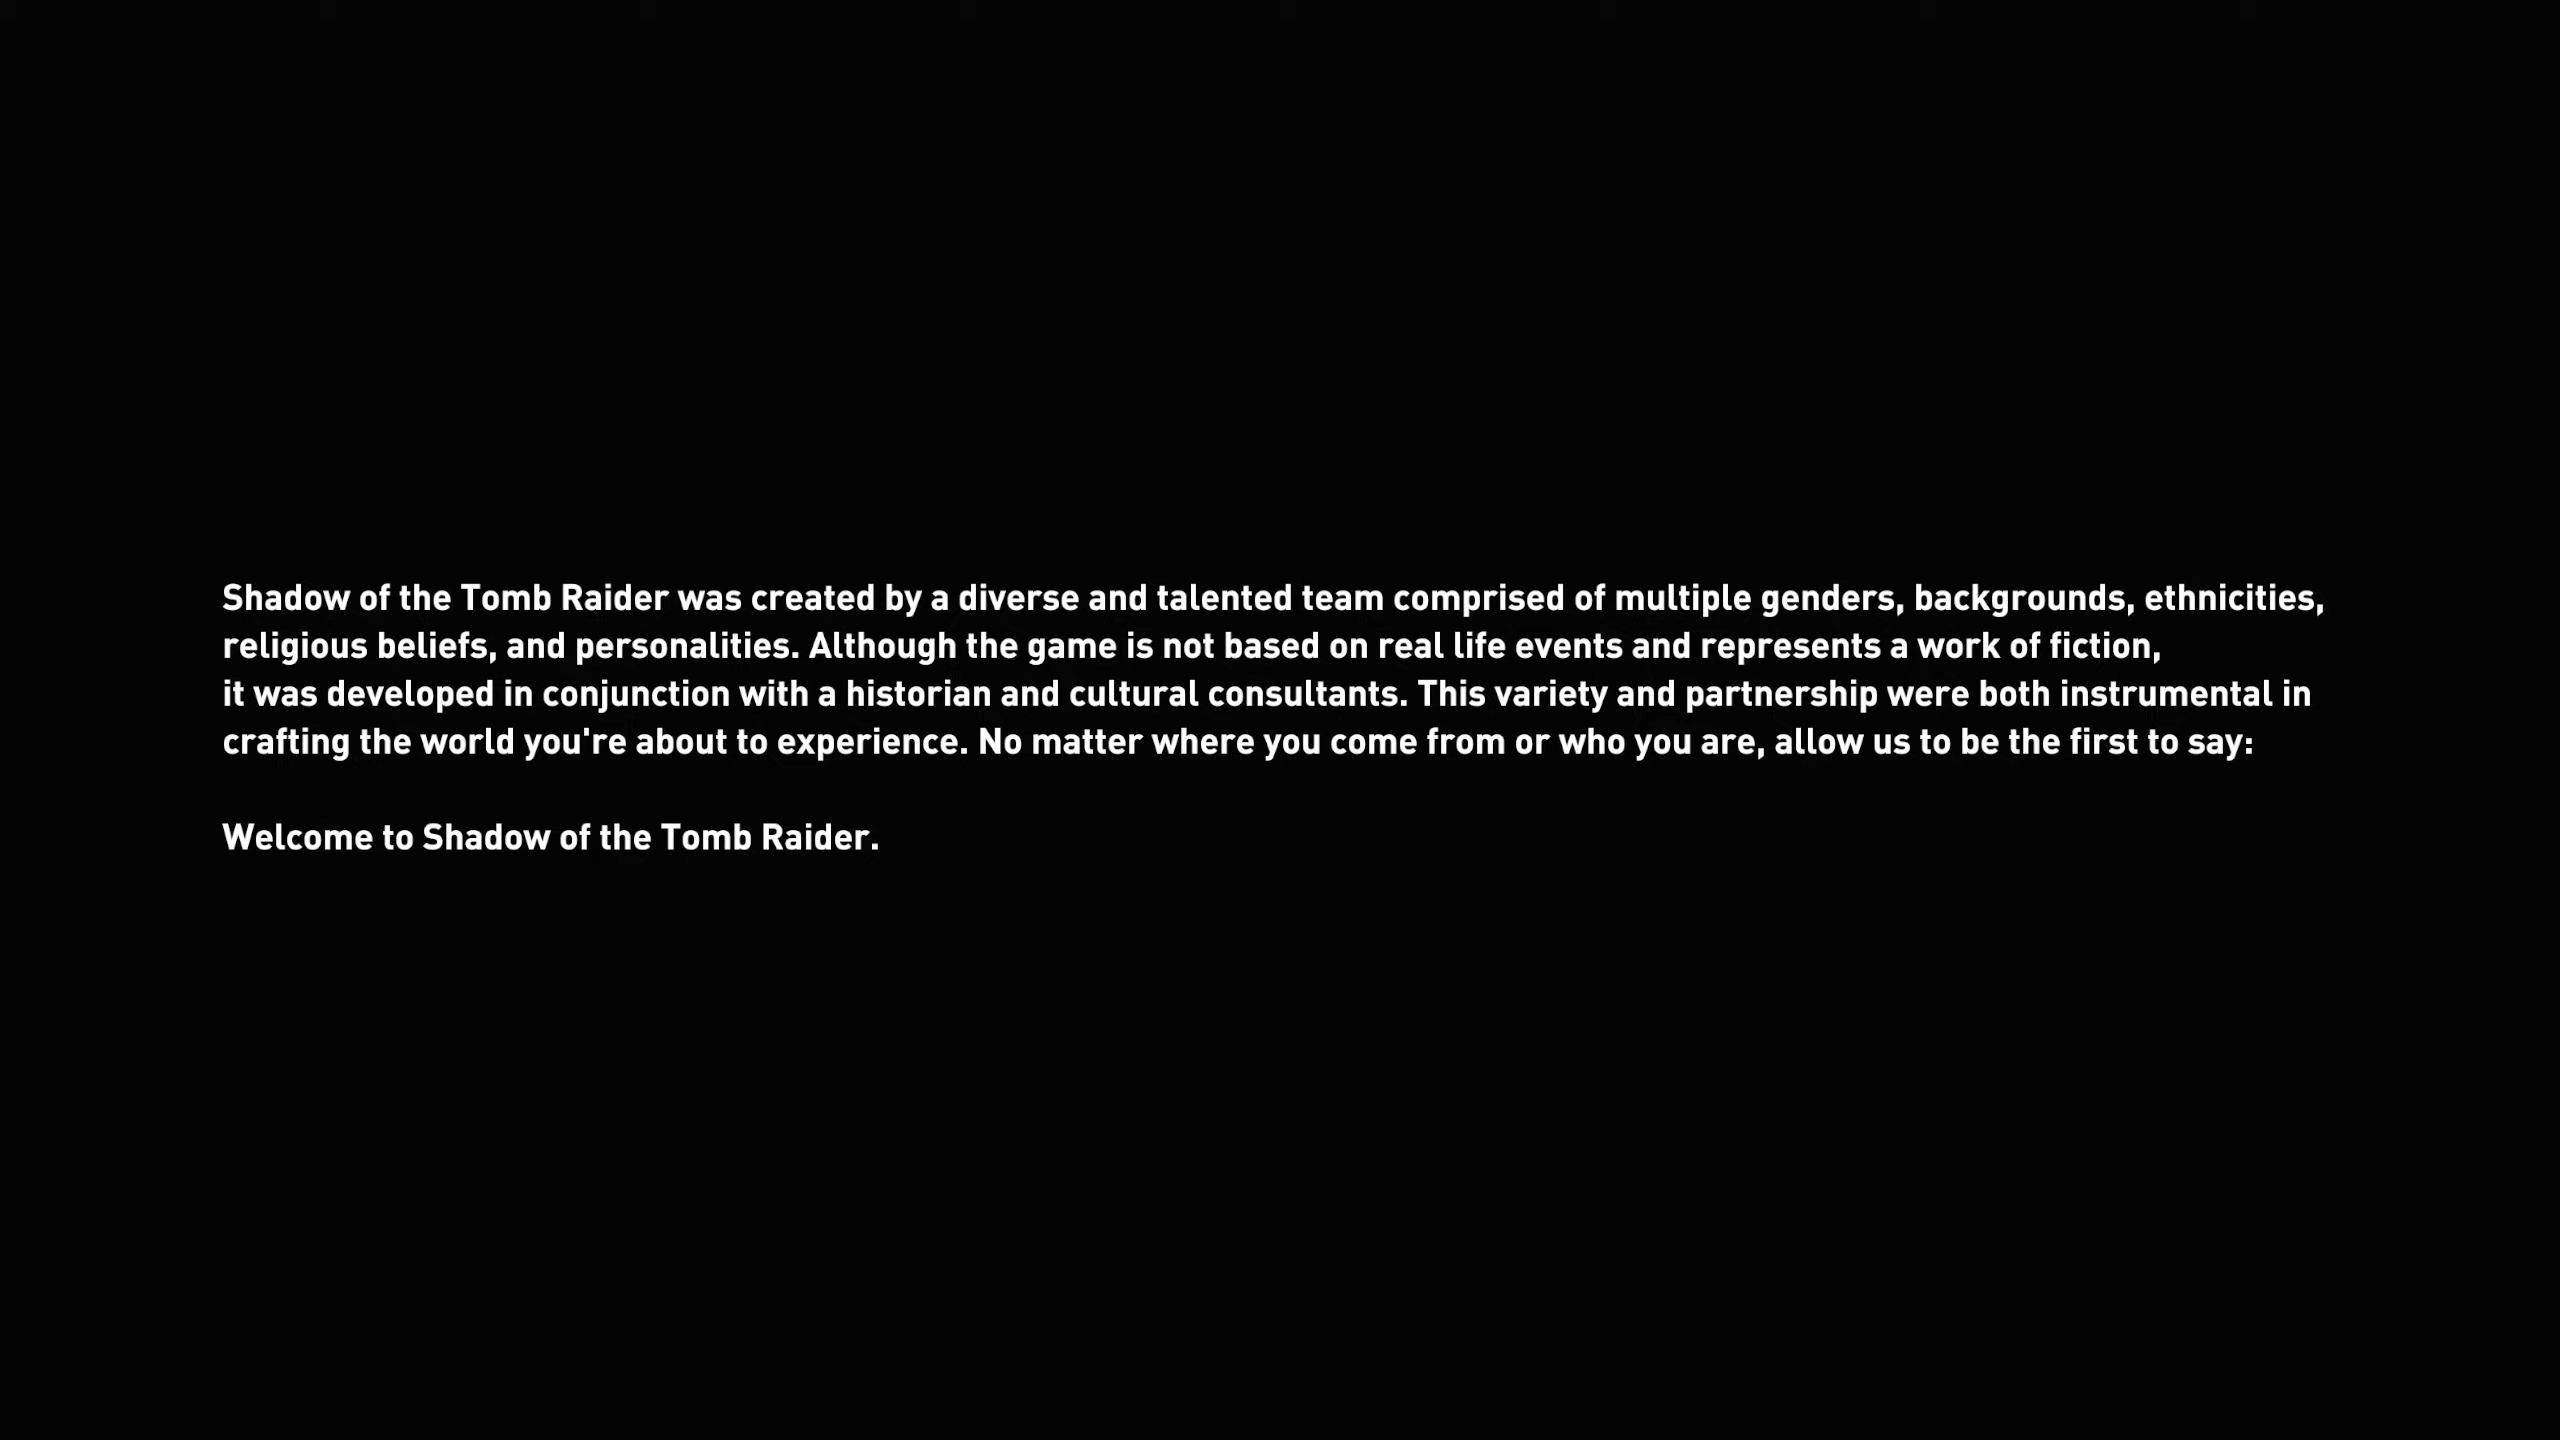 Shadow of the Tomb Raider was created by a diverse and talented team comprised of multiple genders, backgrounds, ethnicities,
religious beliefs, and personalities. Although the game is not based on real life events and represents a work of fiction,
it was developed in conjunction with a historian and cultural consultants. This variety and partnership were both instrumental in
crafting the world you're about to experience. No matter where you come from or who you are, allow us to be the first to say:
Welcome to Shadow of the Tomb Raider.